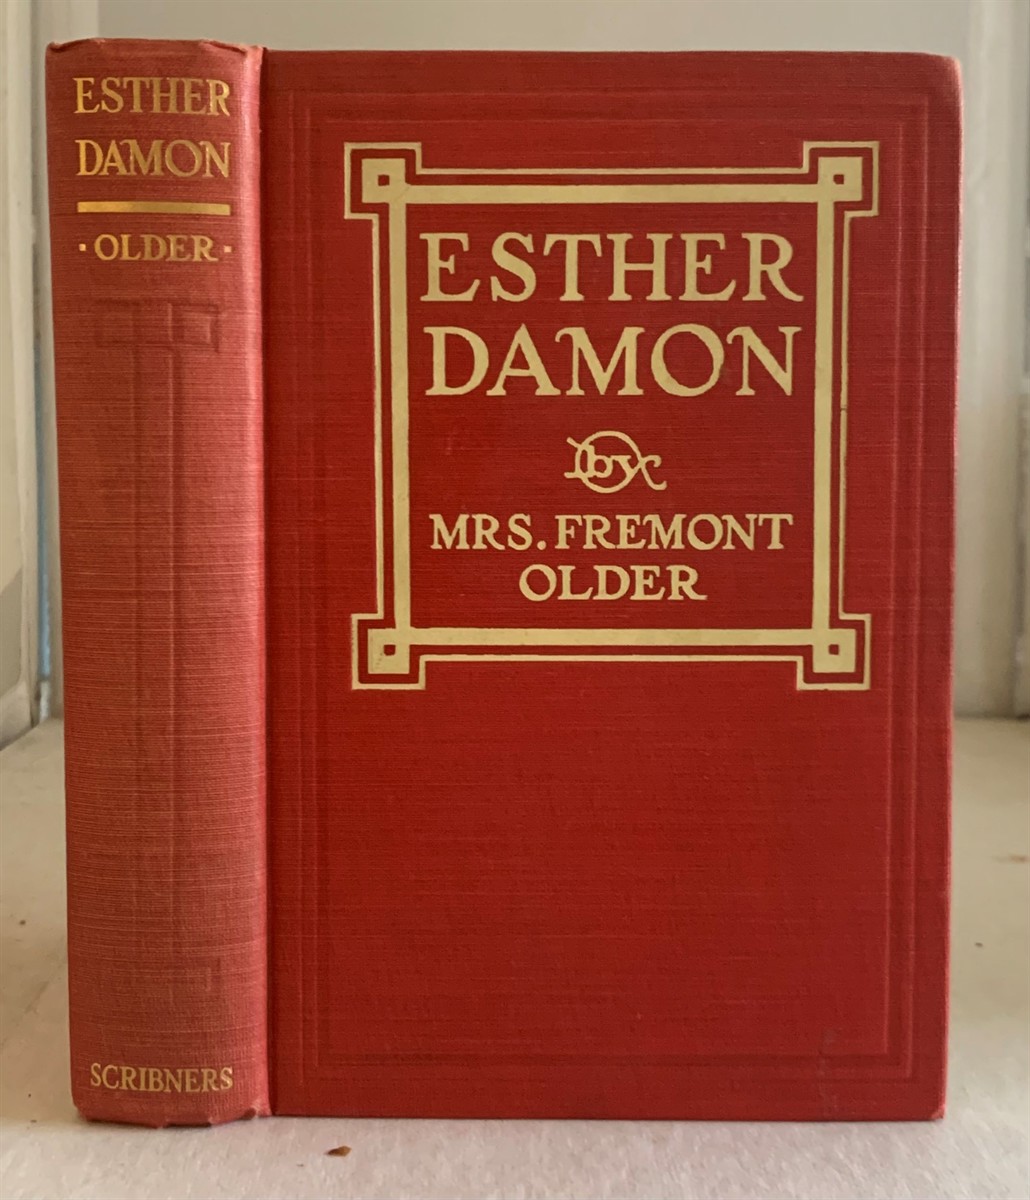 ESTHER
DAMON
· OLDER ·
SCRIBNERS
ESTHER
DAMON
by
MRS. FREMONT
OLDER